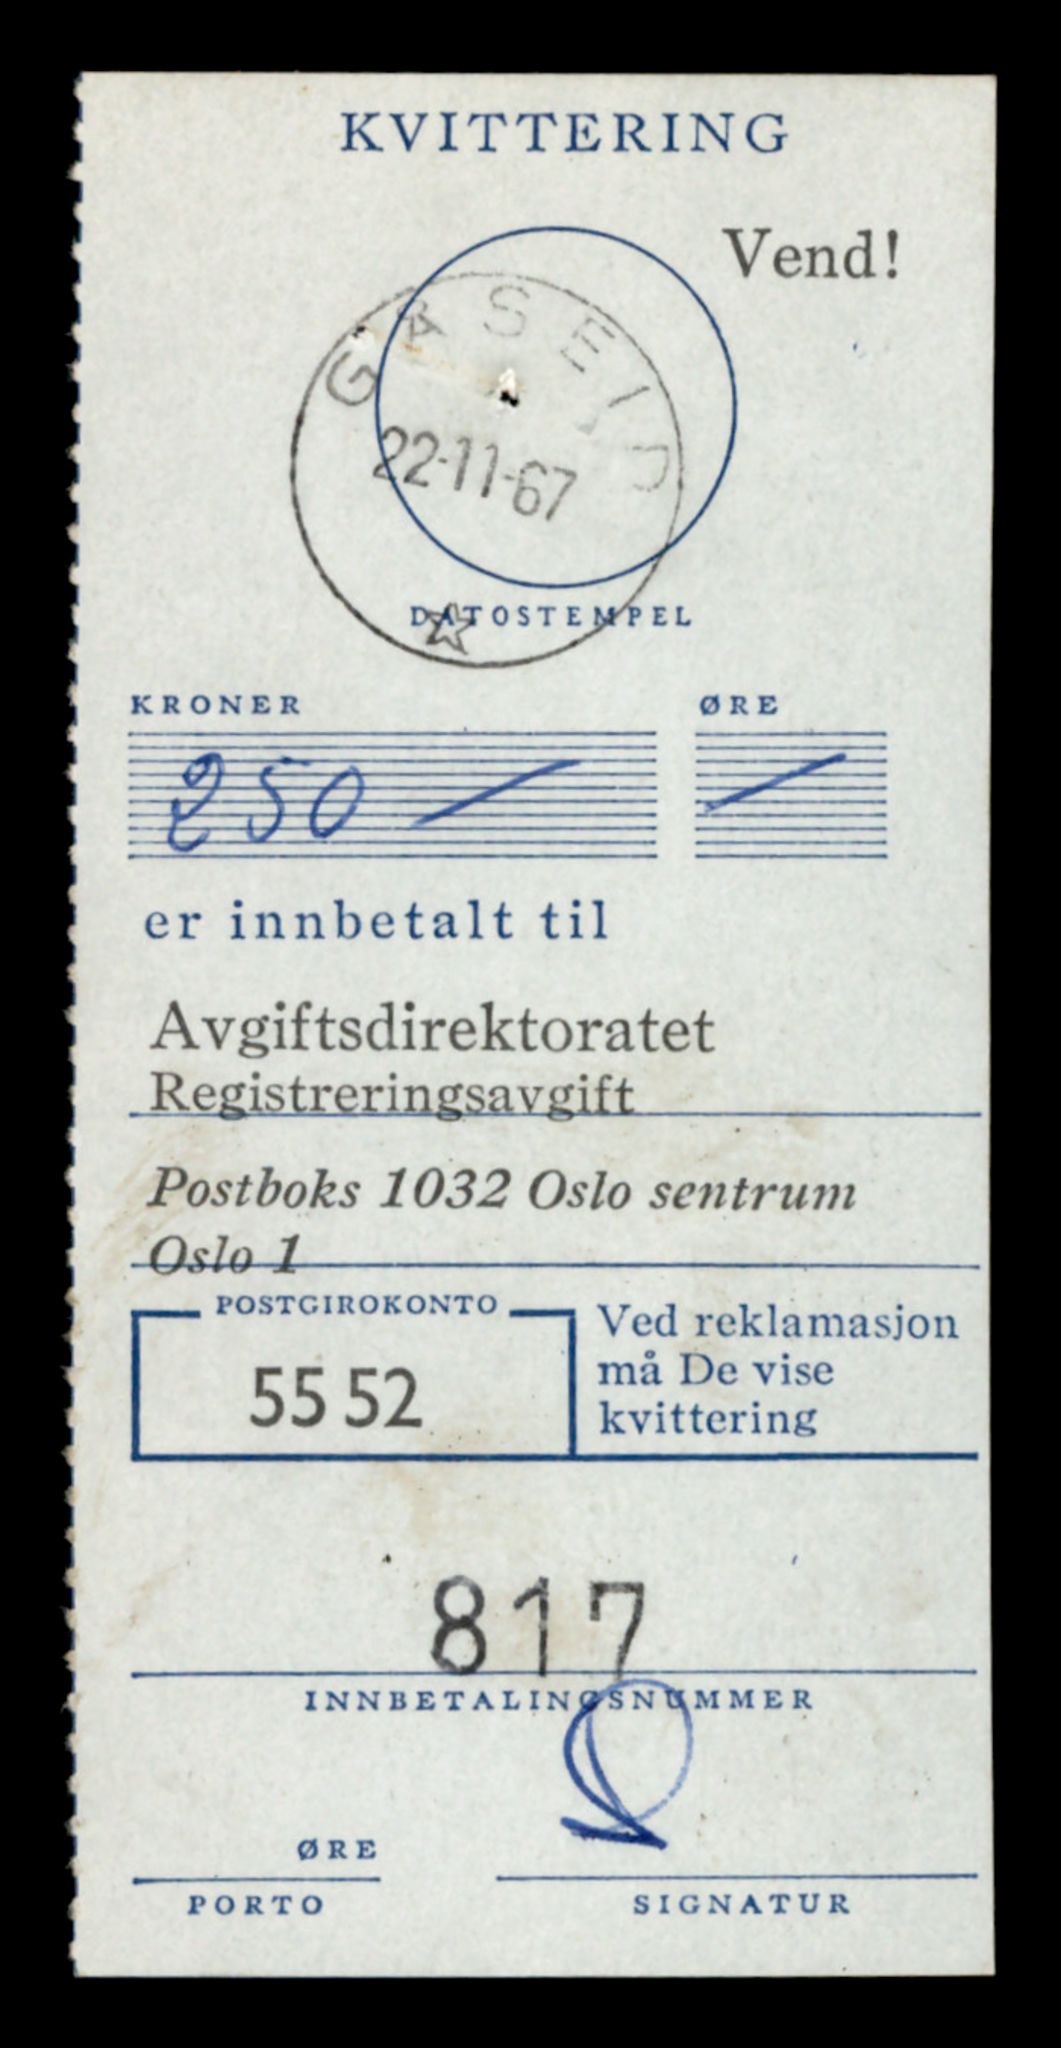 KVITTERING
Vend!
GÅSEID
22-11-67
DATOSTEMPEL
KRONER ØRE
250 — —
er innbetalt til
Avgiftsdirektoratet
Registreringsavgift
Postboks 1032 Oslo sentrum
Oslo 1
POSTGIROKONTO
55 52
Ved reklamasjon
må De vise
kvittering
817
INNBETALINGSNUMMER
ØRE
PORTO
SIGNATUR